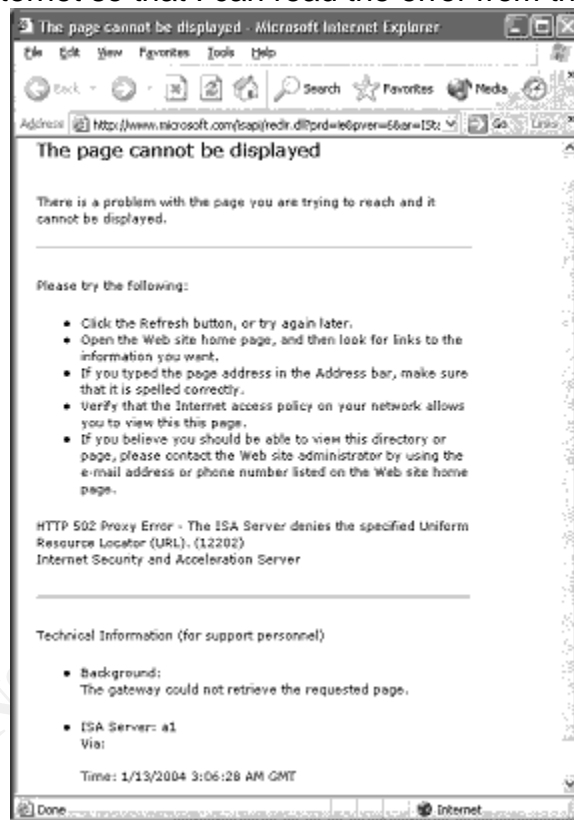 ternet so that I can read the error from th
The page cannot be displayed - Microsoft Internet Explorer
File Edit View Favorites Tools Help
Back Search Favorites Media
Address http://www.microsoft.com/isapi/redir.dll?prd=ie&pver=6&ar=ISta Go Links
The page cannot be displayed
There is a problem with the page you are trying to reach and it
cannot be displayed.
Please try the following:
• Click the Refresh button, or try again later.
• Open the Web site home page, and then look for links to the
information you want.
• If you typed the page address in the Address bar, make sure
that it is spelled correctly.
• Verify that the Internet access policy on your network allows
you to view this this page.
• If you believe you should be able to view this directory or
page, please contact the Web site administrator by using the
e-mail address or phone number listed on the Web site home
page.
HTTP 502 Proxy Error - The ISA Server denies the specified Uniform
Resource Locator (URL). (12202)
Internet Security and Acceleration Server
Technical Information (for support personnel)
• Background:
The gateway could not retrieve the requested page.
• ISA Server: a1
Via:
Time: 1/13/2004 3:06:28 AM GMT
Done Internet